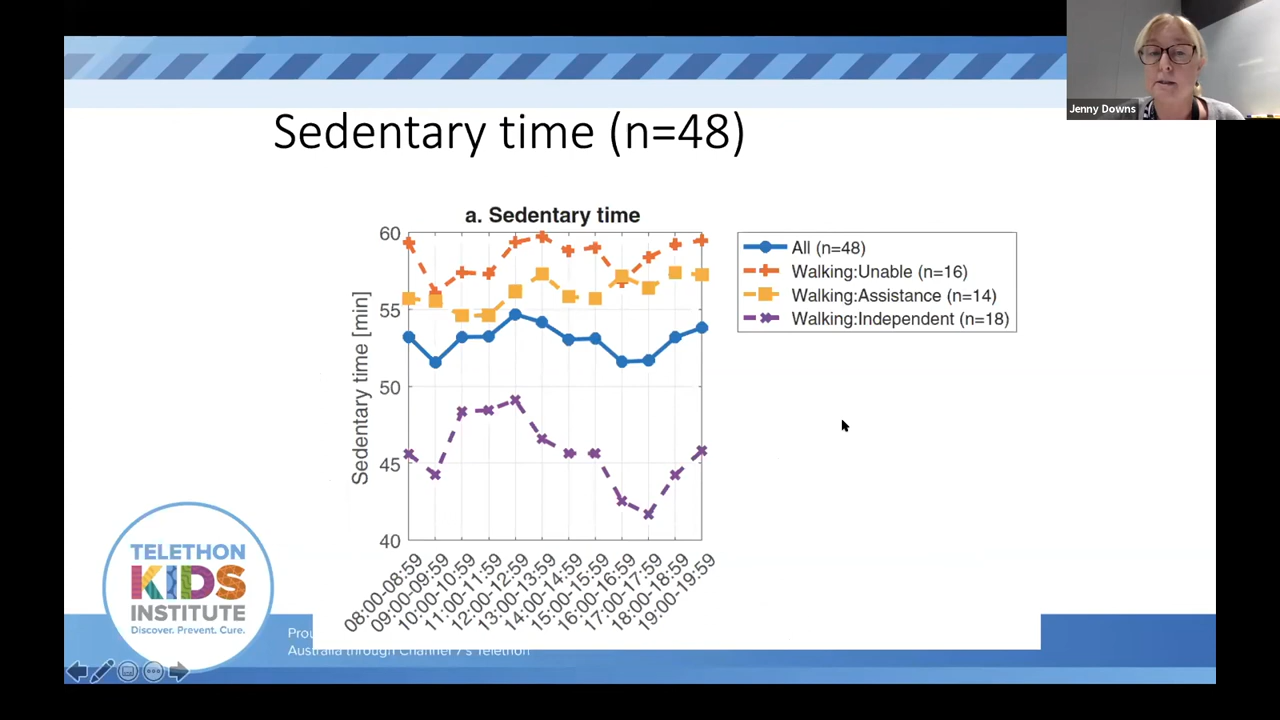 Jenny Downs
Sedentary time (n=48)
a. Sedentary time
60
55
50
45
40
Sedentary time [min]
All (n=48)
Walking:Unable (n=16)
Walking:Assistance (n=14)
Walking:Independent (n=18)
08:00-08:59
09:00-09:59
10:00-10:59
11:00-11:59
12:00-12:59
13:00-13:59
14:00-14:59
15:00-15:59
16:00-16:59
17:00-17:59
18:00-18:59
19:00-19:59
TELETHON
KIDS
INSTITUTE
Discover. Prevent. Cure.
Australia through Channel 7's Telethon